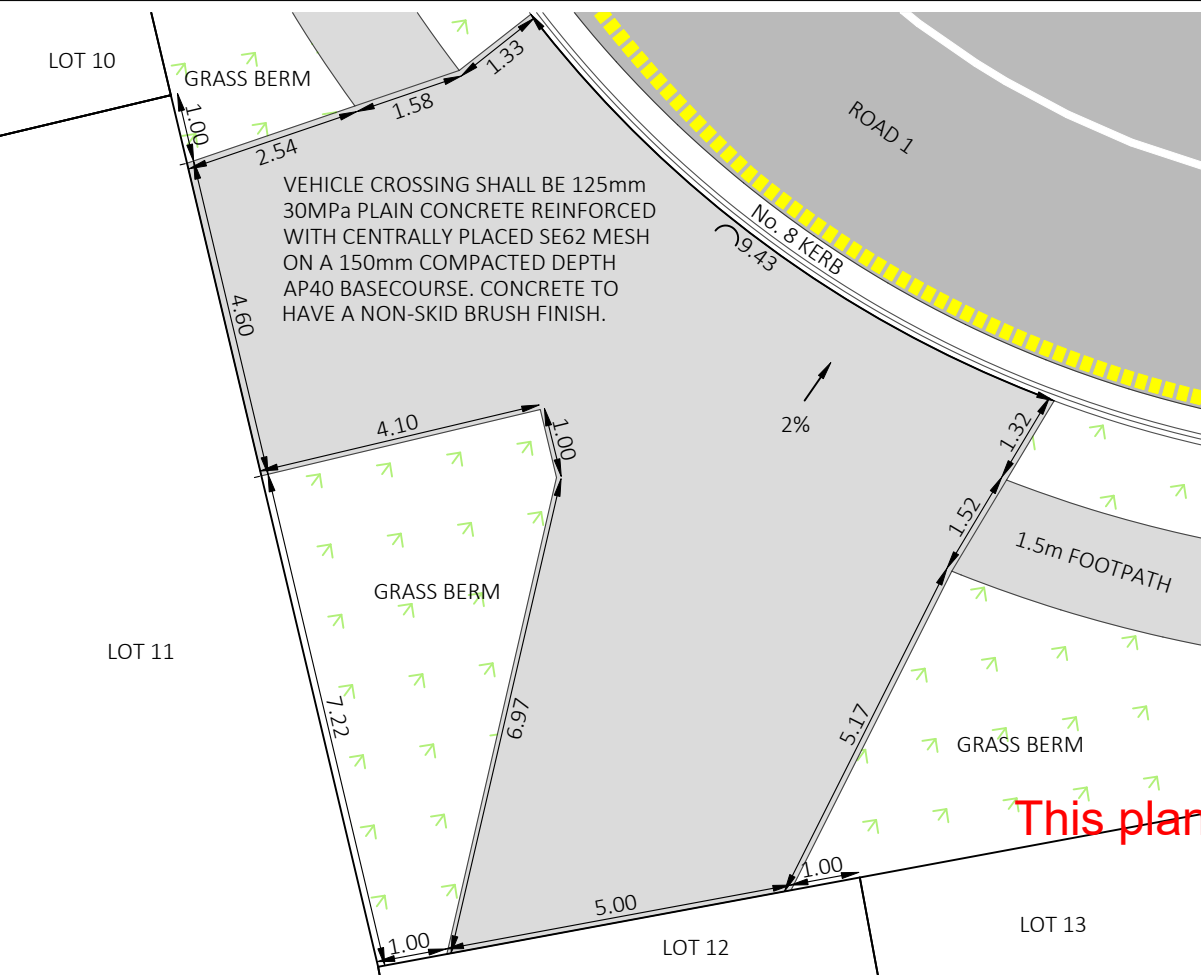 LOT 10
GRASS BERM
1.33
1.58
1.00
2.54
ROAD 1
VEHICLE CROSSING SHALL BE 125mm
30MPa PLAIN CONCRETE REINFORCED
WITH CENTRALLY PLACED SE62 MESH
ON A 150mm COMPACTED DEPTH
AP40 BASECOURSE. CONCRETE TO
HAVE A NON-SKID BRUSH FINISH.
No. 8 KERB
9.43
4.60
4.10
1.00
2%
1.32
1.52
1.5m FOOTPATH
GRASS BERM
LOT 11
7.22
6.97
5.17
GRASS BERM
This plan
1.00
5.00
1.00
LOT 12
LOT 13